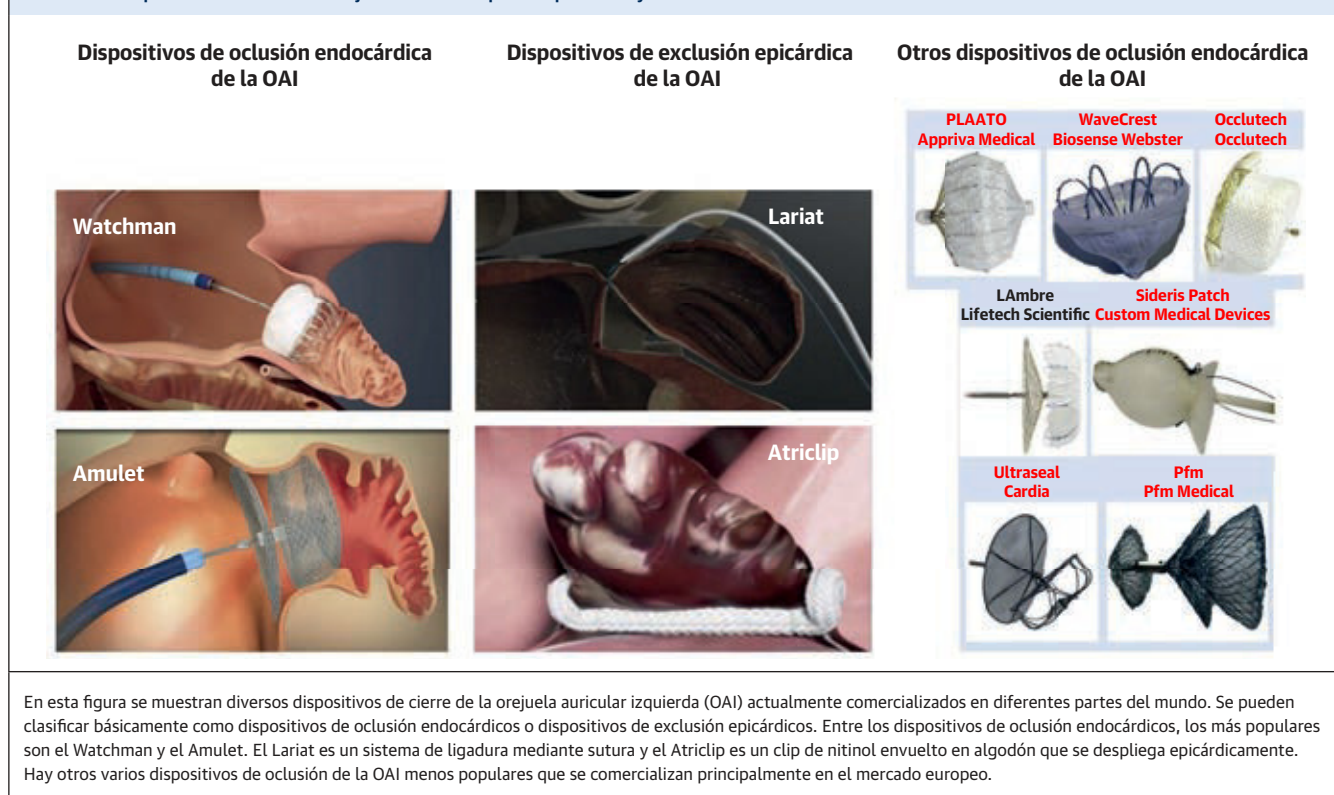 Dispositivos de oclusión endocárdica
de la OAI
Dispositivos de exclusión epicárdica
de la OAI
Otros dispositivos de oclusión endocárdica
de la OAI
Watchman
Amulet
Lariat
Atriclip
PLAATO
Appriva Medical
WaveCrest
Biosense Webster
Occlutech
Occlutech
LAmbre
Lifetech Scientific
Sideris Patch
Custom Medical Devices
Ultraseal
Cardia
Pfm
Pfm Medical
En esta figura se muestran diversos dispositivos de cierre de la orejuela auricular izquierda (OAI) actualmente comercializados en diferentes partes del mundo. Se pueden
clasificar básicamente como dispositivos de oclusión endocárdicos o dispositivos de exclusión epicárdicos. Entre los dispositivos de oclusión endocárdicos, los más populares
son el Watchman y el Amulet. El Lariat es un sistema de ligadura mediante sutura y el Atriclip es un clip de nitinol envuelto en algodón que se despliega epicárdicamente.
Hay otros varios dispositivos de oclusión de la OAI menos populares que se comercializan principalmente en el mercado europeo.